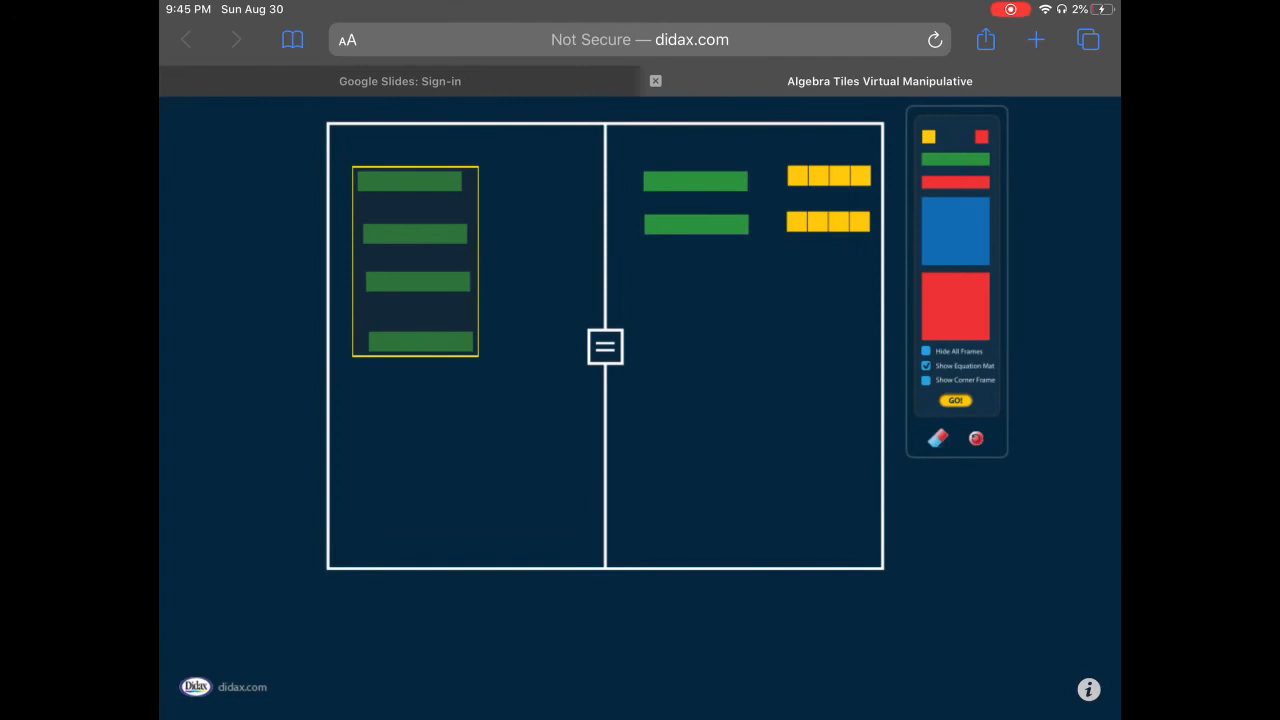 9:45 PM Sun Aug 30
2%
AA Not Secure — didax.com
Google Slides: Sign-in
Algebra Tiles Virtual Manipulative
=
Hide All Frames
Show Equation Mat
Show Corner Frame
GO!
Didax didax.com
i